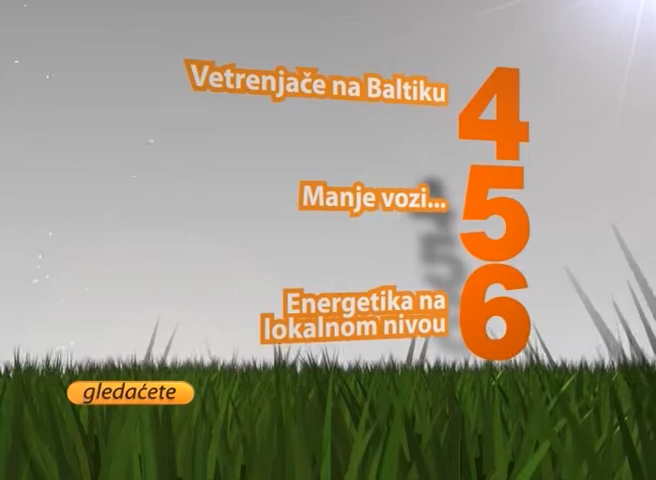 Vetrenjače na Baltiku
4
Manje vozi...
5
Energetika na
lokalnom nivou
6
gledaćete